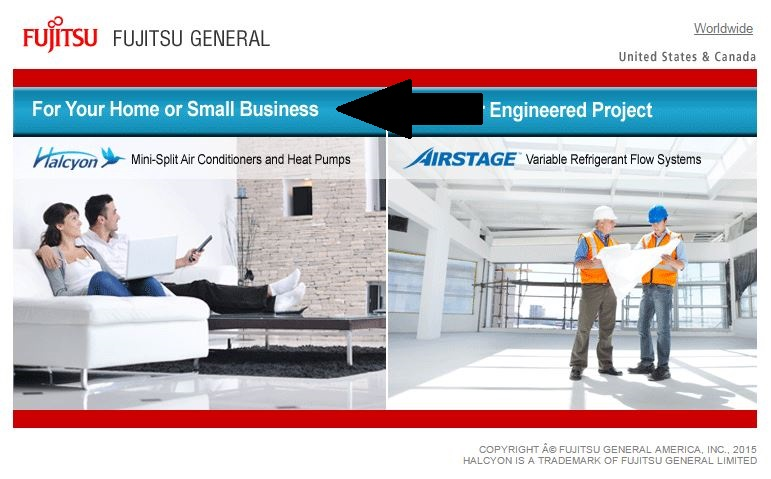 FUJITSU FUJITSU GENERAL
Worldwide
United States & Canada
For Your Home or Small Business
Engineered Project
Halcyon Mini-Split Air Conditioners and Heat Pumps
AIRSTAGE™ Variable Refrigerant Flow Systems
COPYRIGHT Â© FUJITSU GENERAL AMERICA, INC., 2015
HALCYON IS A TRADEMARK OF FUJITSU GENERAL LIMITED